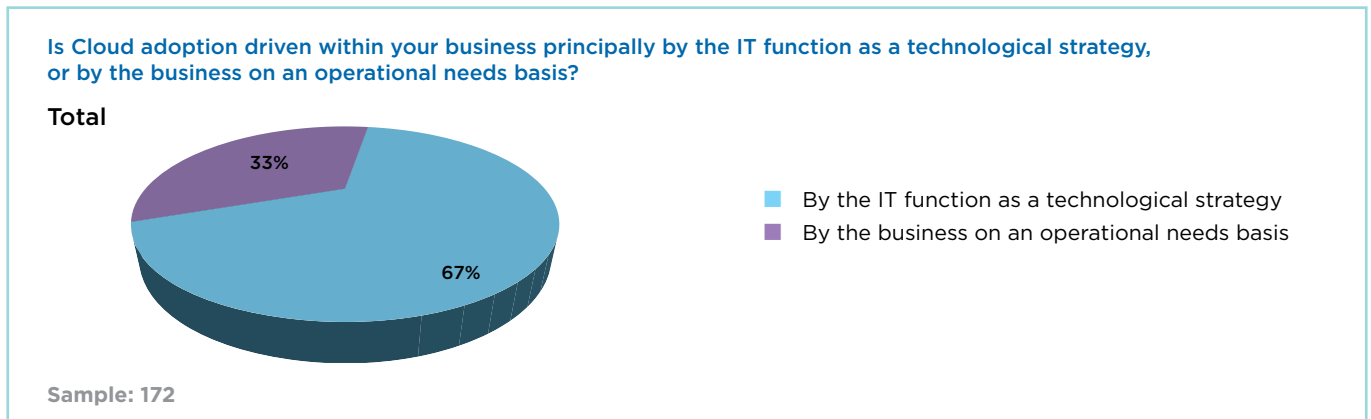 Is Cloud adoption driven within your business principally by the IT function as a technological strategy,
or by the business on an operational needs basis?
Total
33%
67%
By the IT function as a technological strategy
By the business on an operational needs basis
Sample: 172